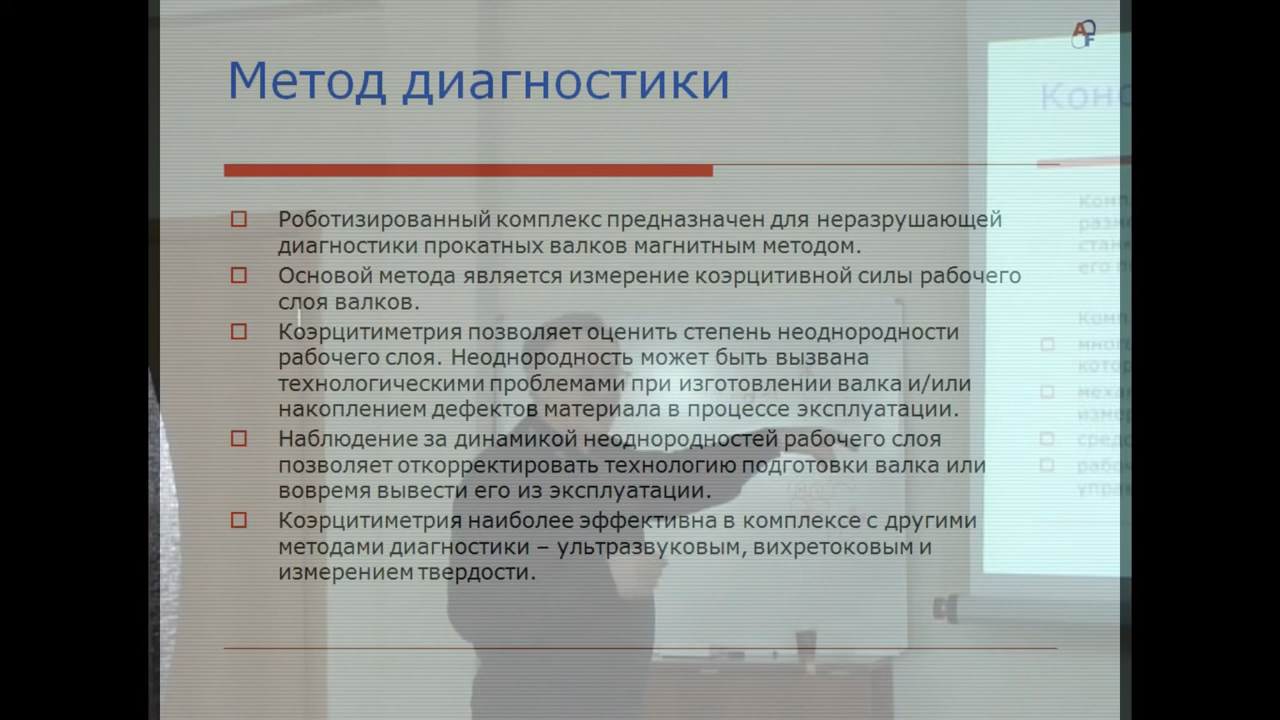 Метод диагностики
Роботизированный комплекс предназначен для неразрушающей
диагностики прокатных валков магнитным методом.
Основой метода является измерение коэрцитивной силы рабочего
слоя валков.
Коэрцитиметрия позволяет оценить степень неоднородности
рабочего слоя. Неоднородность может быть вызвана
технологическими проблемами при изготовлении валка и/или
накоплением дефектов материала в процессе эксплуатации.
Наблюдение за динамикой неоднородностей рабочего слоя
позволяет откорректировать технологию подготовки валка или
вовремя вывести его из эксплуатации.
Коэрцитиметрия наиболее эффективна в комплексе с другими
методами диагностики – ультразвуковым, вихретоковым и
измерением твердости.